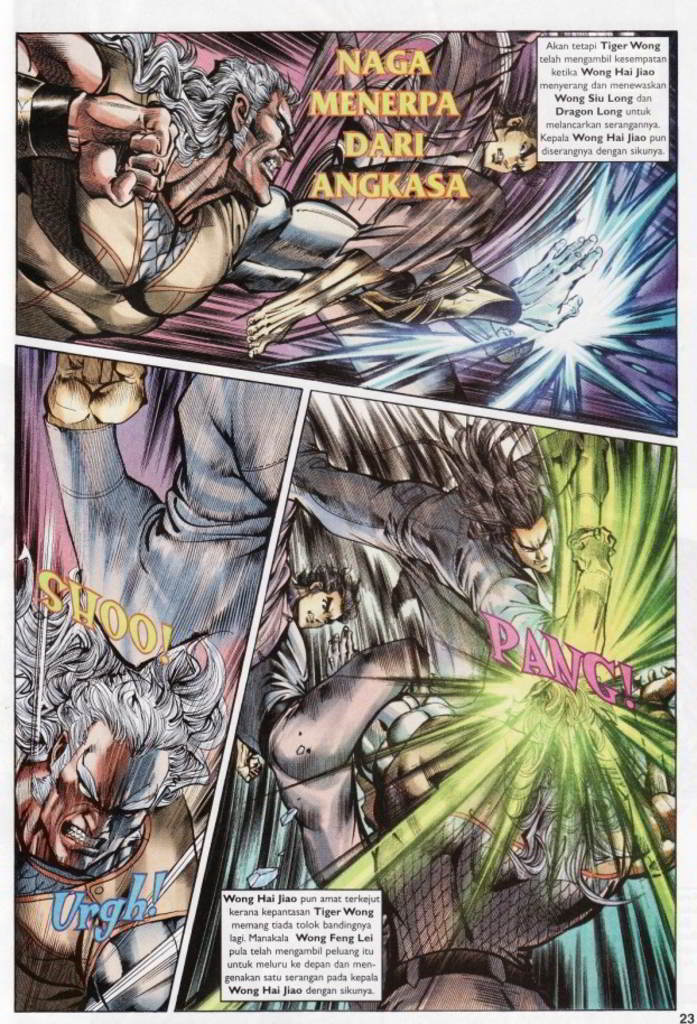 NAGA
MENERPA
DARI
ANGKASA
Akan tetapi Tiger Wong
telah mengambil kesempatan
ketika Wong Hai Jiao
menyerang dan menewaskan
Wong Siu Long dan
Dragon Long untuk
melancarkan serangannya.
Kepala Wong Hai Jiao pun
diserangnya dengan sikunya.
SHOO!
Urgh!
PANG!
Wong Hai Jiao pun amat terkejut
kerana kepantasan Tiger Wong
memang tiada tolok bandingnya
lagi. Manakala Wong Feng Lei
pula telah mengambil peluang itu
untuk meluru ke depan dan men-
genakan satu serangan pada kepala
Wong Hai Jiao dengan sikunya.
23